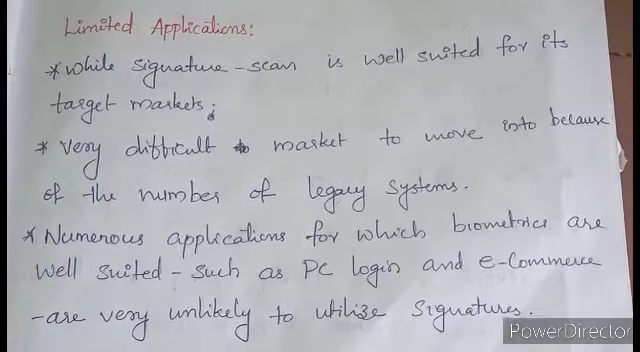 Limited Applications:
* While signature-scan is well suited for its
target markets;
* Very difficult to market to move into because
of the number of legacy systems.
* Numerous applications for which biometrics are
well suited - such as PC login and e-Commerce
-are very unlikely to utilize signatures.
PowerDirector